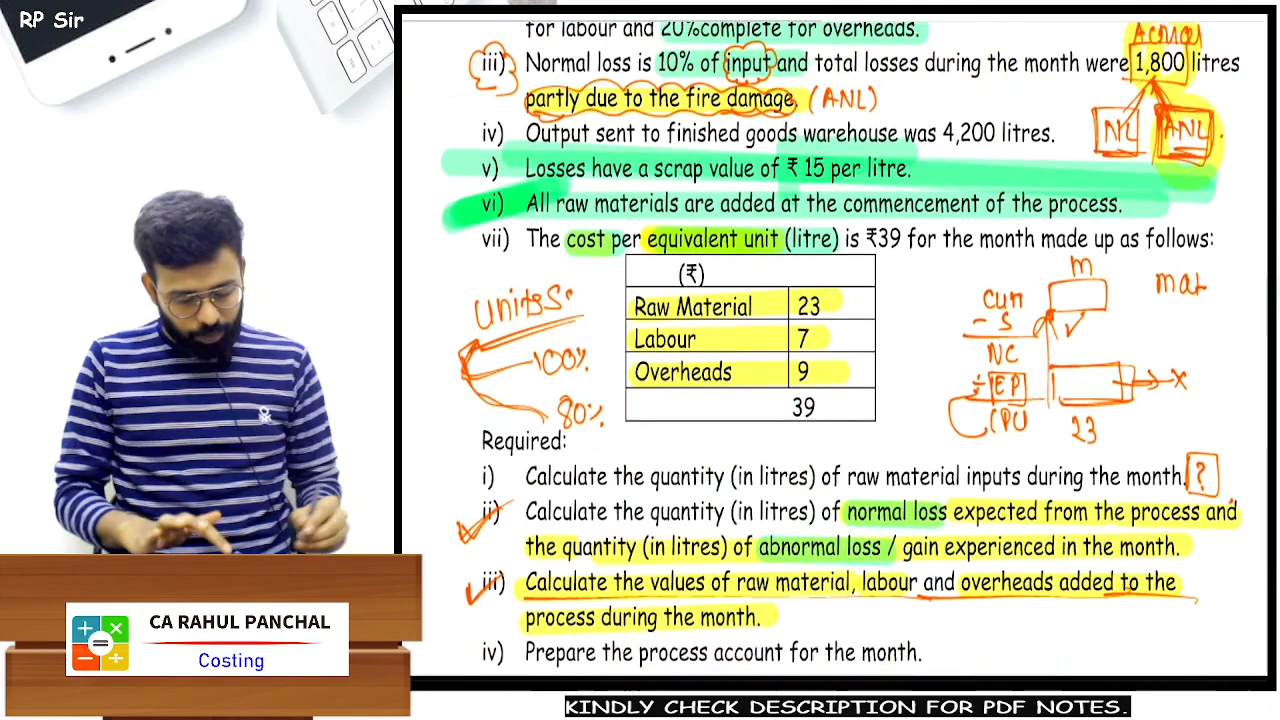 RP Sir
for labour and 20%complete for overheads.
Actual
iii) Normal loss is 10% of input and total losses during the month were 1,800 litres
partly due to the fire damage. (ANL)
NL ANL
iv) Output sent to finished goods warehouse was 4,200 litres.
v) Losses have a scrap value of ₹ 15 per litre.
vi) All raw materials are added at the commencement of the process.
vii) The cost per equivalent unit (litre) is ₹39 for the month made up as follows:
(₹)
Raw Material 23
Labour 7
Overheads 9
39
100%
80%
m
mat
- S
NC
÷ EP
CPU
x
23
Required:
i) Calculate the quantity (in litres) of raw material inputs during the month. ?
ii) Calculate the quantity (in litres) of normal loss expected from the process and
the quantity (in litres) of abnormal loss / gain experienced in the month.
iii) Calculate the values of raw material, labour and overheads added to the
process during the month.
iv) Prepare the process account for the month.
CA RAHUL PANCHAL
Costing
KINDLY CHECK DESCRIPTION FOR PDF NOTES.